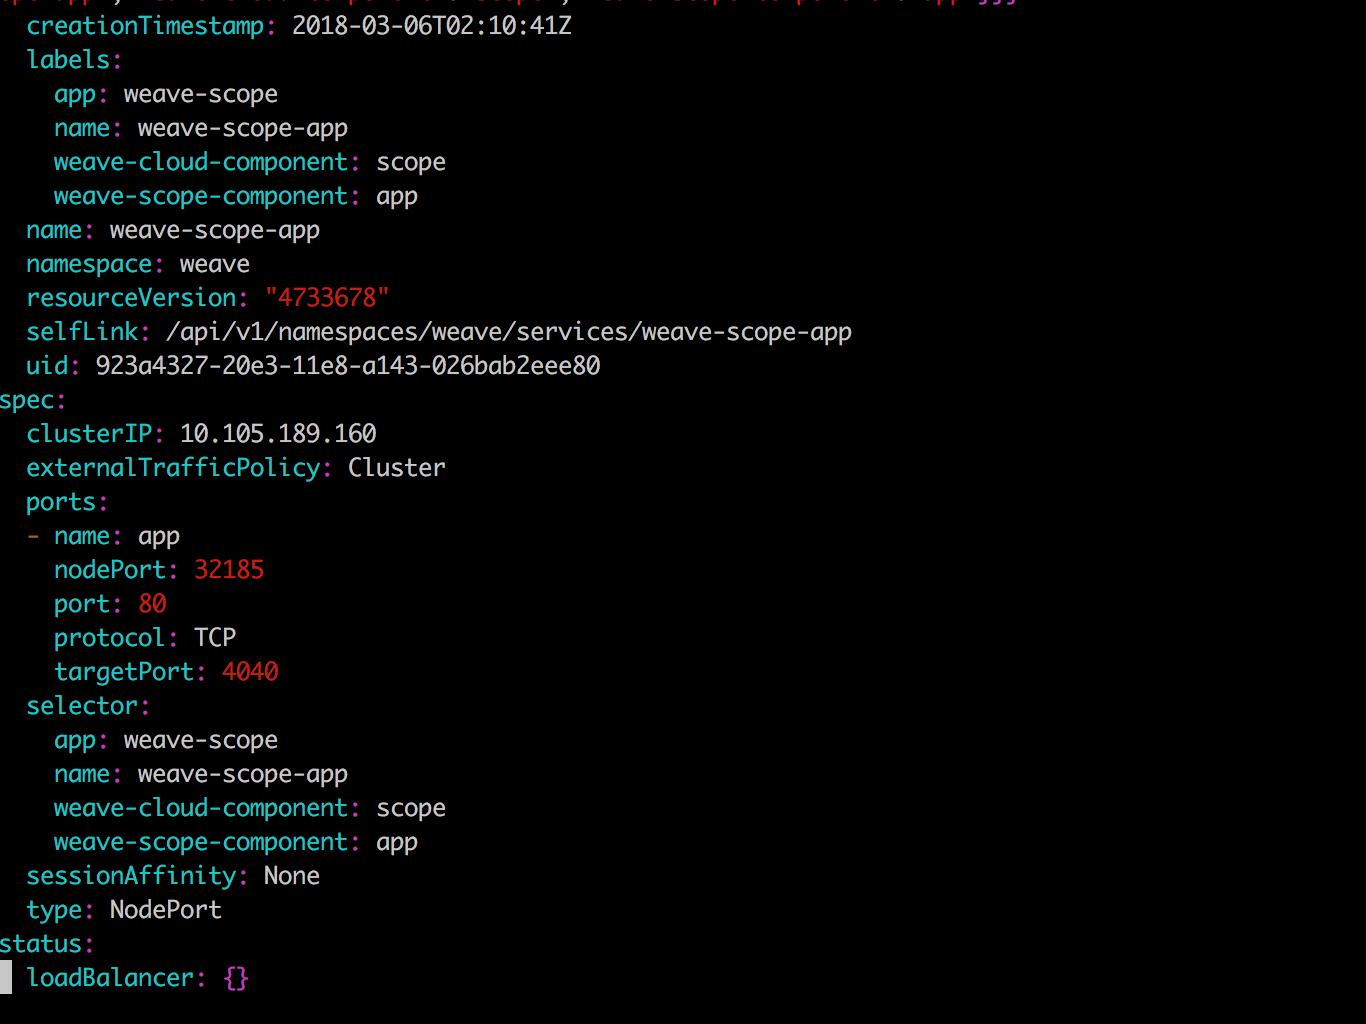 creationTimestamp: 2018-03-06T02:10:41Z
labels:
app: weave-scope
name: weave-scope-app
weave-cloud-component: scope
weave-scope-component: app
name: weave-scope-app
namespace: weave
resourceVersion: "4733678"
selfLink: /api/v1/namespaces/weave/services/weave-scope-app
uid: 923a4327-20e3-11e8-a143-026bab2eee80
spec:
clusterIP: 10.105.189.160
externalTrafficPolicy: Cluster
ports:
- name: app
nodePort: 32185
port: 80
protocol: TCP
targetPort: 4040
selector:
app: weave-scope
name: weave-scope-app
weave-cloud-component: scope
weave-scope-component: app
sessionAffinity: None
type: NodePort
status:
loadBalancer: {}